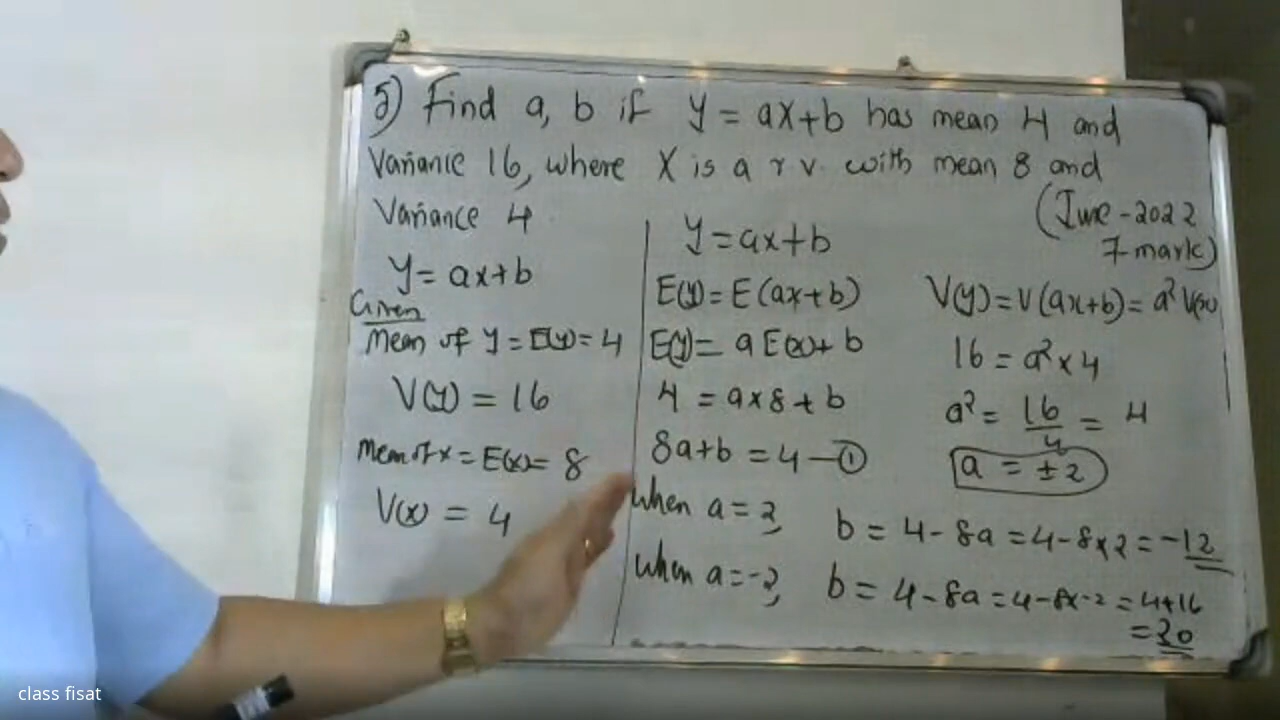 5) Find a, b if y = ax+b has mean 4 and
Variance 16, where X is a r v. with mean 8 and
Variance 4
(June-2022
7 mark)
y = ax+b
Given
Mean of y = E(y) = 4
V(y) = 16
Mean of x = E(x) = 8
V(x) = 4
y = ax+b
E(y) = E(ax+b)
E(y) = a E(x) + b
4 = a×8+b
8a+b = 4 —①
V(y) = V(ax+b) = a² V(x)
16 = a² × 4
a² = 16/4 = 4
a = ±2
When a = 2, b = 4 - 8a = 4 - 8×2 = -12
When a = -2, b = 4 - 8a = 4 - 8×-2 = 4+16
= 20
class fisat